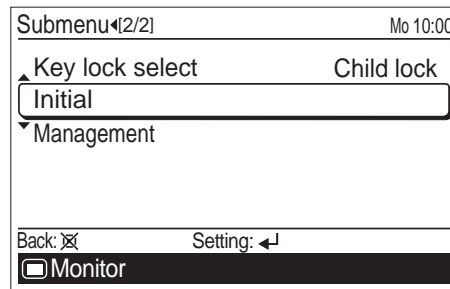 Submenu◂[2/2] Mo 10:00
Key lock select Child lock
Initial
Management
Back: Setting:
Monitor